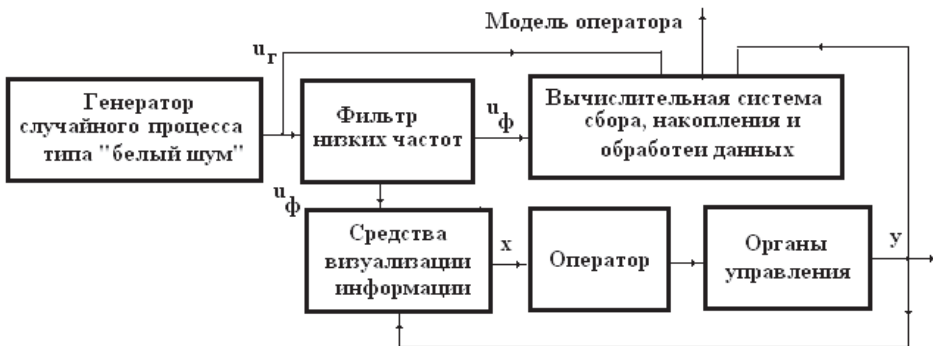 Модель оператора
u г
Генератор
случайного процесса
типа "белый шум"
Фильтр
низких частот
u ф
Вычислительная система
сбора, накопления и
обработеи данных
u ф
Средства
визуализации
информации
x
Оператор
Органы
управления
y